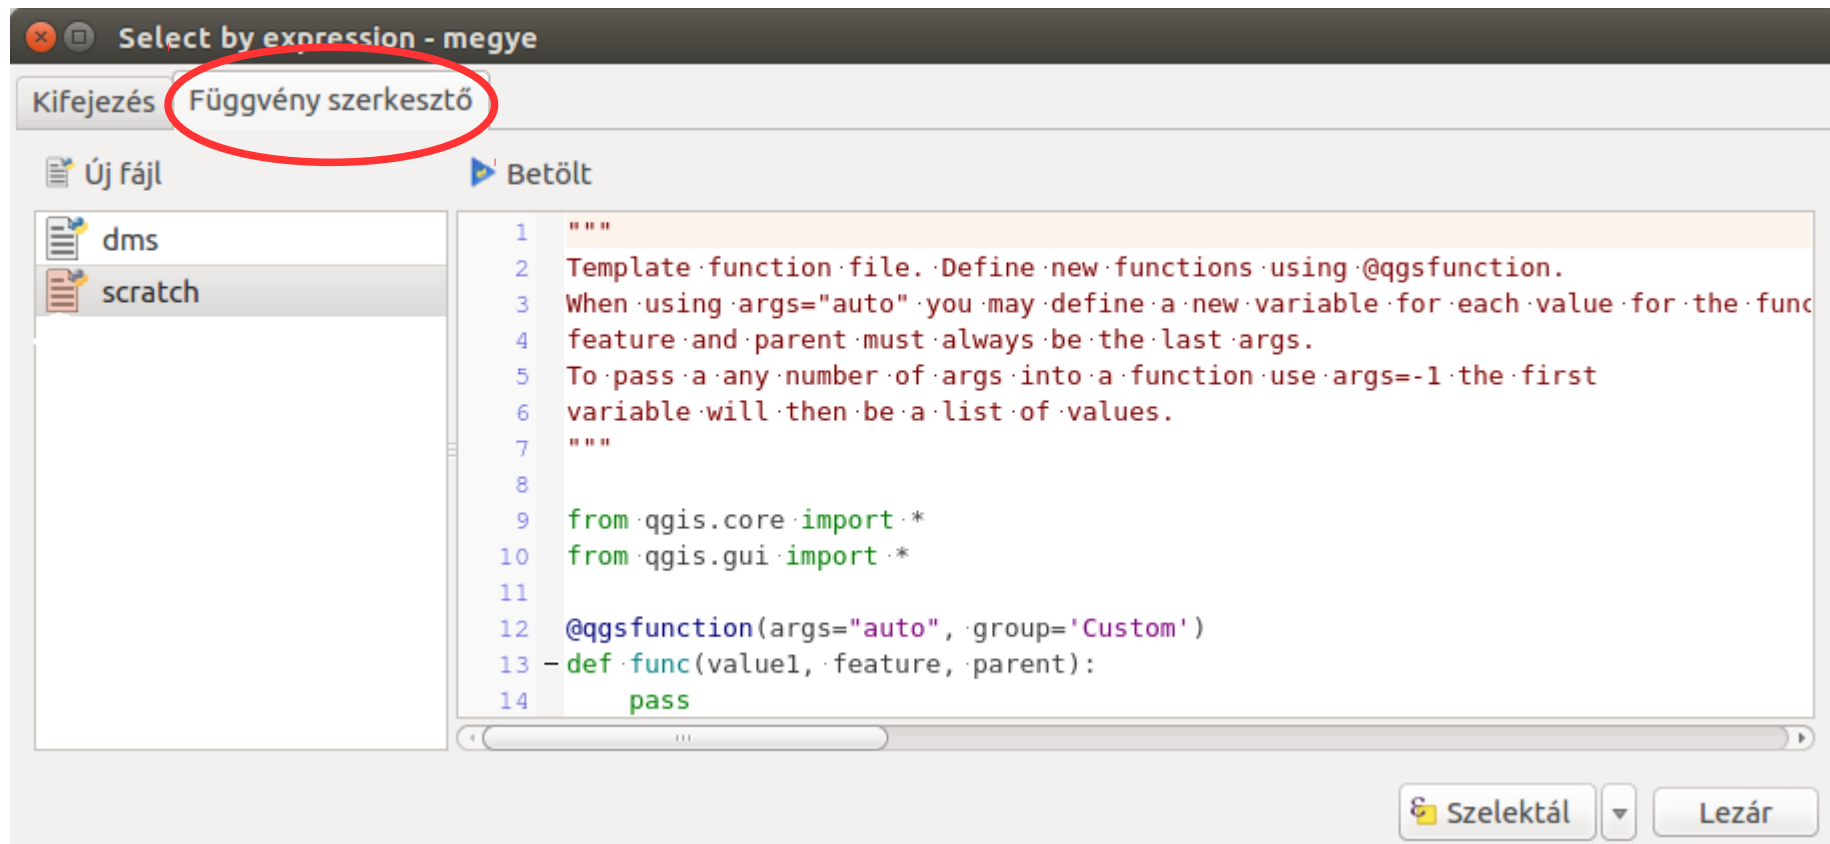 Select by expression - megye
Kifejezés
Függvény szerkesztő
Új fájl
Betölt
dms
scratch
1 """
2 Template function file. Define new functions using @qgsfunction.
3 When using args="auto" you may define a new variable for each value for the func
4 feature and parent must always be the last args.
5 To pass a any number of args into a function use args=-1 the first
6 variable will then be a list of values.
7 """
8
9 from qgis.core import *
10 from qgis.gui import *
11
12 @qgsfunction(args="auto", group='Custom')
13 def func(value1, feature, parent):
14     pass
Szelektál
Lezár